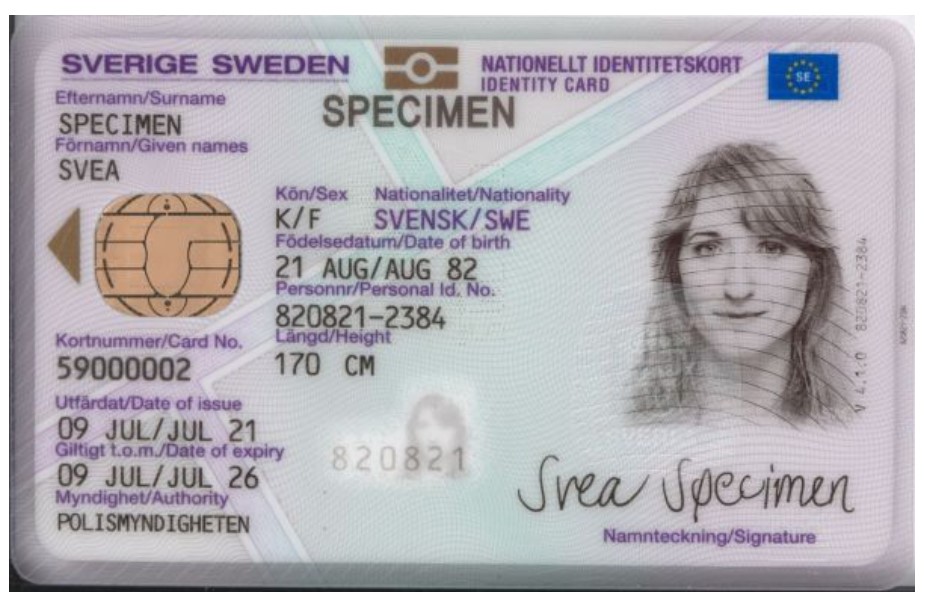 SVERIGE SWEDEN
NATIONELLT IDENTITETSKORT
IDENTITY CARD
SE
SPECIMEN
Efternamn/Surname
SPECIMEN
Förnamn/Given names
SVEA
Kön/Sex Nationalitet/Nationality
K/F SVENSK/SWE
Födelsedatum/Date of birth
21 AUG/AUG 82
Personnr/Personal Id. No.
820821-2384
Längd/Height
170 CM
Kortnummer/Card No.
59000002
Utfärdat/Date of issue
09 JUL/JUL 21
Giltigt t.o.m./Date of expiry
09 JUL/JUL 26
Myndighet/Authority
POLISMYNDIGHETEN
820821
Svea Specimen
Namnteckning/Signature
V 4.1.0 820821-2384